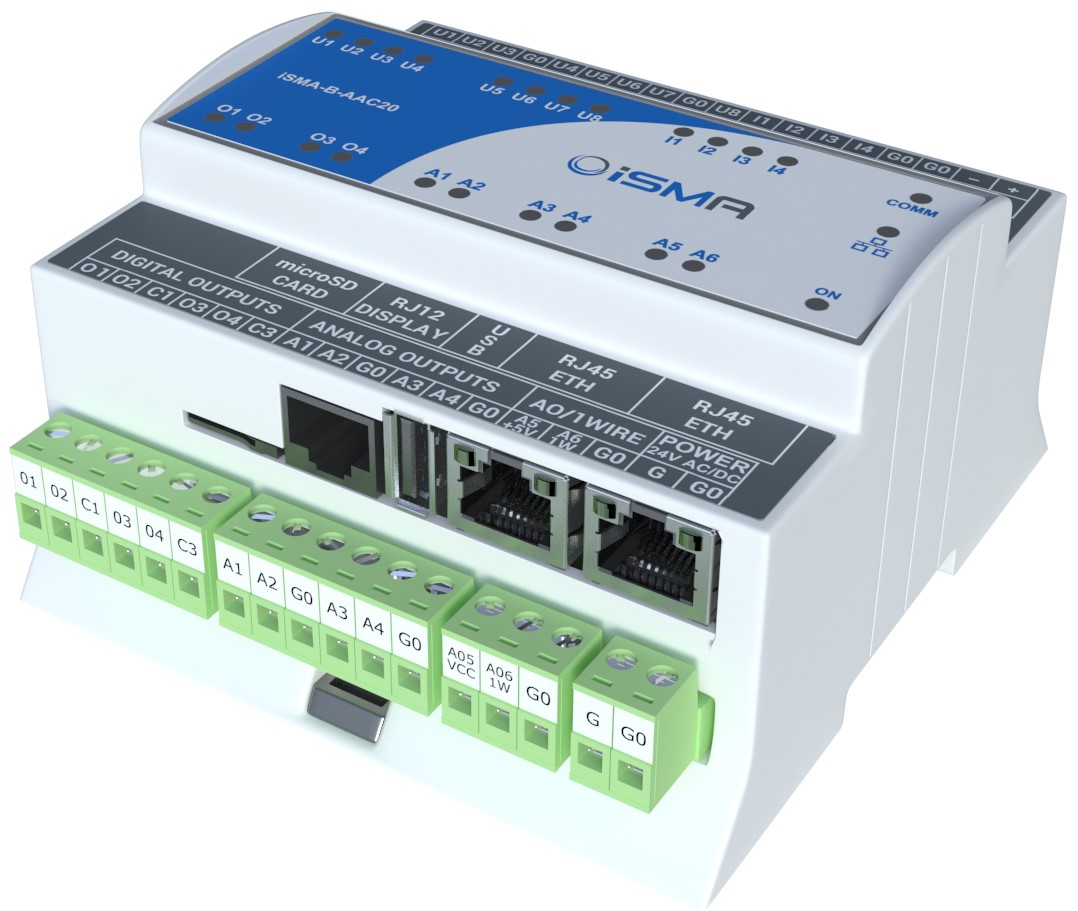 U1 U2 U3 G0 U4 U5 U6 U7 G0 U8 I1 I2 I3 I4 G0 G0 − +
U1 U2 U3 U4
U5 U6 U7 U8
I1 I2 I3 I4
iSMA-B-AAC20
iSMA
COMM
O1 O2
O3 O4
A1 A2
A3 A4
A5 A6
ON
DIGITAL OUTPUTS
O1 O2 C1 O3 O4 C3
microSD
CARD
RJ12
DISPLAY
USB
RJ45
ETH
RJ45
ETH
ANALOG OUTPUTS
A1 A2 G0 A3 A4 G0
AO/1WIRE
A5
+5V
A6
1W
G0
POWER
24V AC/DC
G G0
01 02 C1 03 04 C3
A1 A2 G0 A3 A4 G0
A05
VCC
A06
1W
G0
G G0